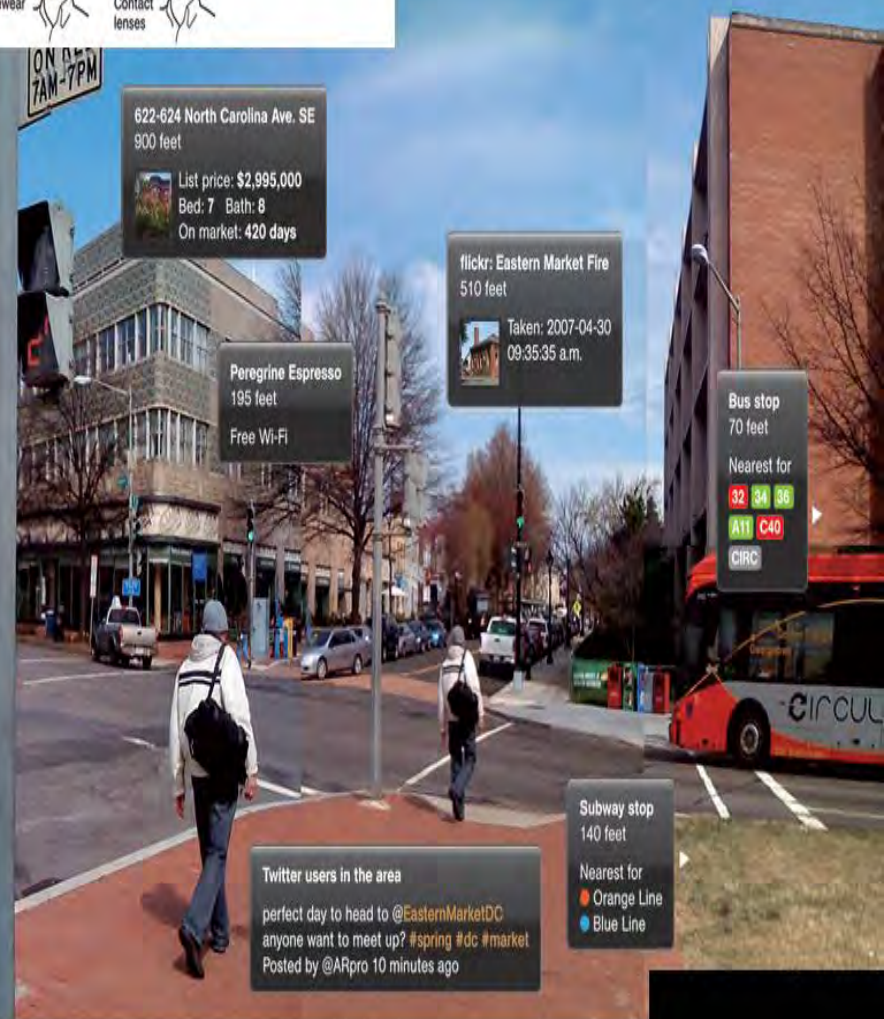 Contact
lenses
7AM-7PM
622-624 North Carolina Ave. SE
900 feet
List price: $2,995,000
Bed: 7 Bath: 8
On market: 420 days
flickr: Eastern Market Fire
510 feet
Taken: 2007-04-30
09:35:35 a.m.
Peregrine Espresso
195 feet
Free Wi-Fi
Bus stop
70 feet
Nearest for
32 34 36
A11 C40
CIRC
CIrCUL
Subway stop
140 feet
Nearest for
Orange Line
Blue Line
Twitter users in the area
perfect day to head to @EasternMarketDC
anyone want to meet up? #spring #dc #market
Posted by @ARpro 10 minutes ago